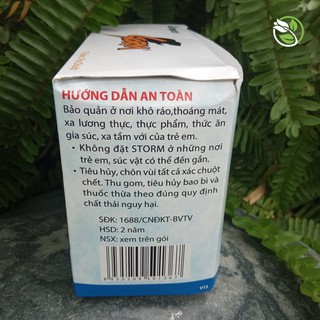 HƯỚNG DẪN AN TOÀN
Bảo quản ở nơi khô ráo,thoáng mát,
xa lương thực, thực phẩm, thức ăn
gia súc, xa tầm với của trẻ em.
• Không đặt STORM ở những nơi
trẻ em, súc vật có thể đến gần.
• Tiêu hủy, chôn vùi tất cả xác chuột
chết. Thu gom, tiêu hủy bao bì và
thuốc thừa theo đúng quy định
chất thải nguy hại.
SĐK: 1688/CNĐKT-BVTV
HSD: 2 năm
NSX: xem trên gói
V13